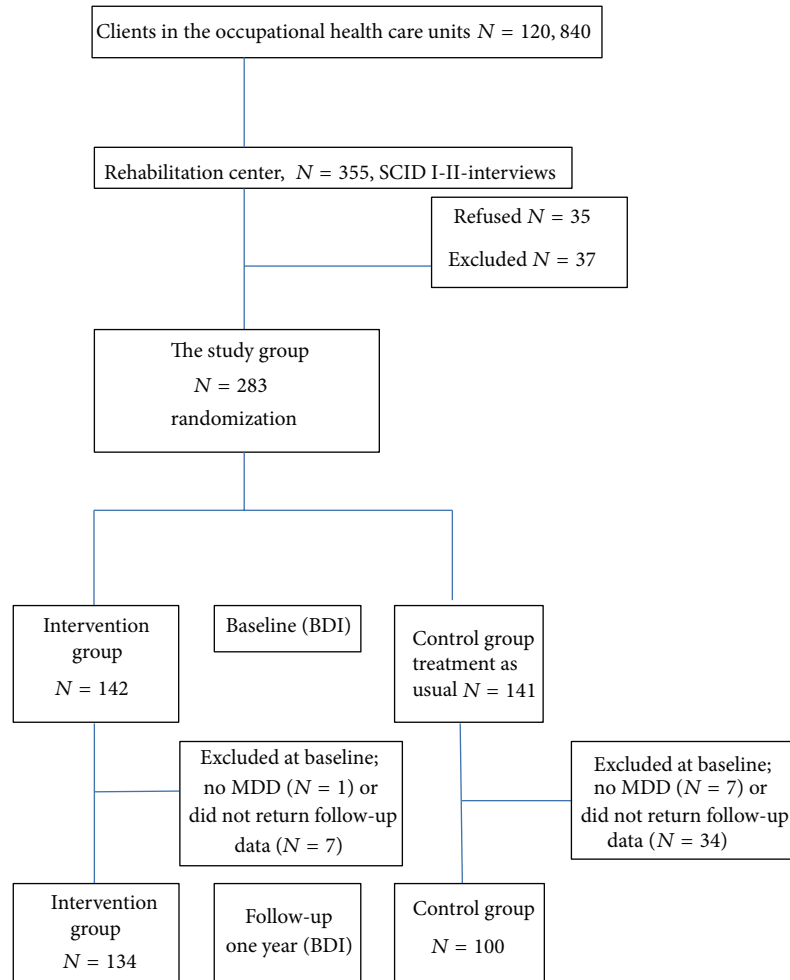 Clients in the occupational health care units N = 120, 840
Rehabilitation center, N = 355, SCID I-II-interviews
Refused N = 35
Excluded N = 37
The study group
N = 283
randomization
Intervention
group
N = 142
Baseline (BDI)
Control group
treatment as
usual N = 141
Excluded at baseline;
no MDD (N = 1) or
did not return follow-up
data (N = 7)
Excluded at baseline;
no MDD (N = 7) or
did not return follow-up
data (N = 34)
Intervention
group
N = 134
Follow-up
one year (BDI)
Control group
N = 100